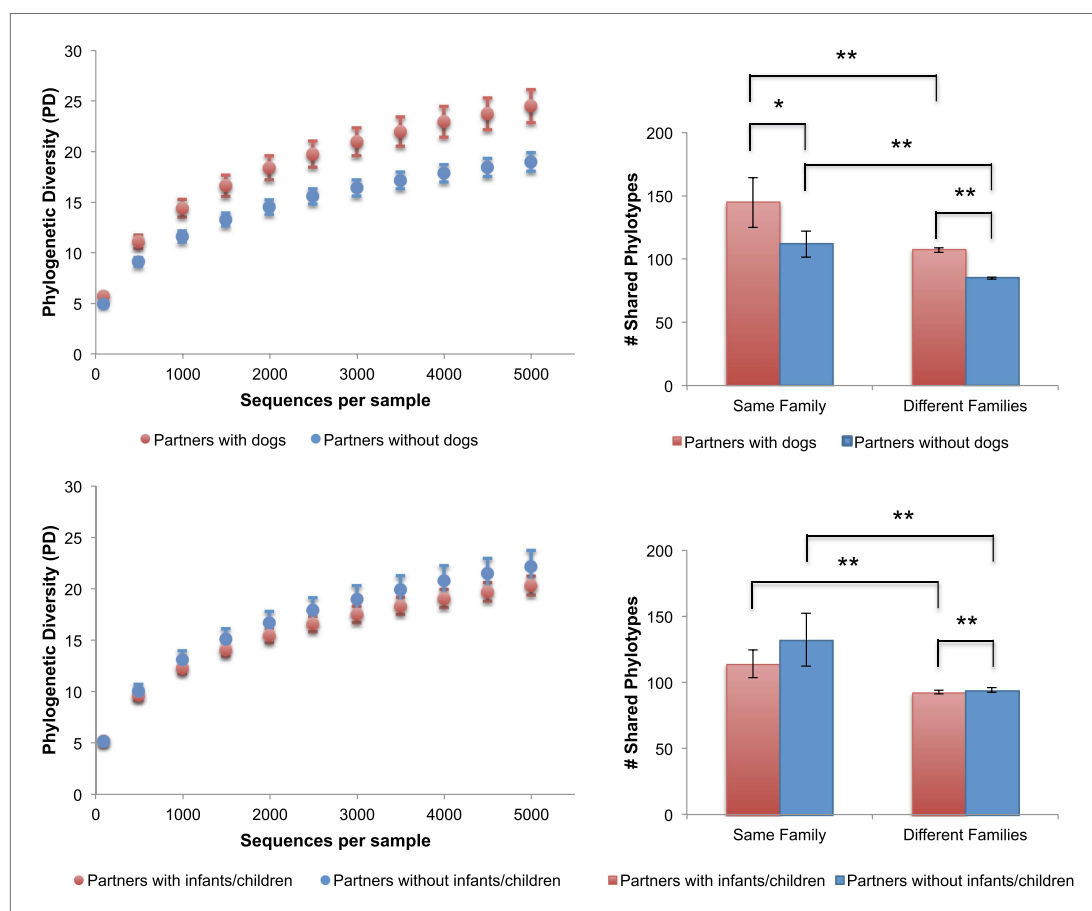 30
25
20
15
10
5
0
Phylogenetic Diversity (PD)
0 1000 2000 3000 4000 5000
Sequences per sample
Partners with dogs Partners without dogs
**
*
**
**
200
150
100
50
0
# Shared Phylotypes
Same Family Different Families
Partners with dogs Partners without dogs
30
25
20
15
10
5
0
Phylogenetic Diversity (PD)
0 1000 2000 3000 4000 5000
Sequences per sample
Partners with infants/children Partners without infants/children
**
**
**
200
150
100
50
0
# Shared Phylotypes
Same Family Different Families
Partners with infants/children Partners without infants/children